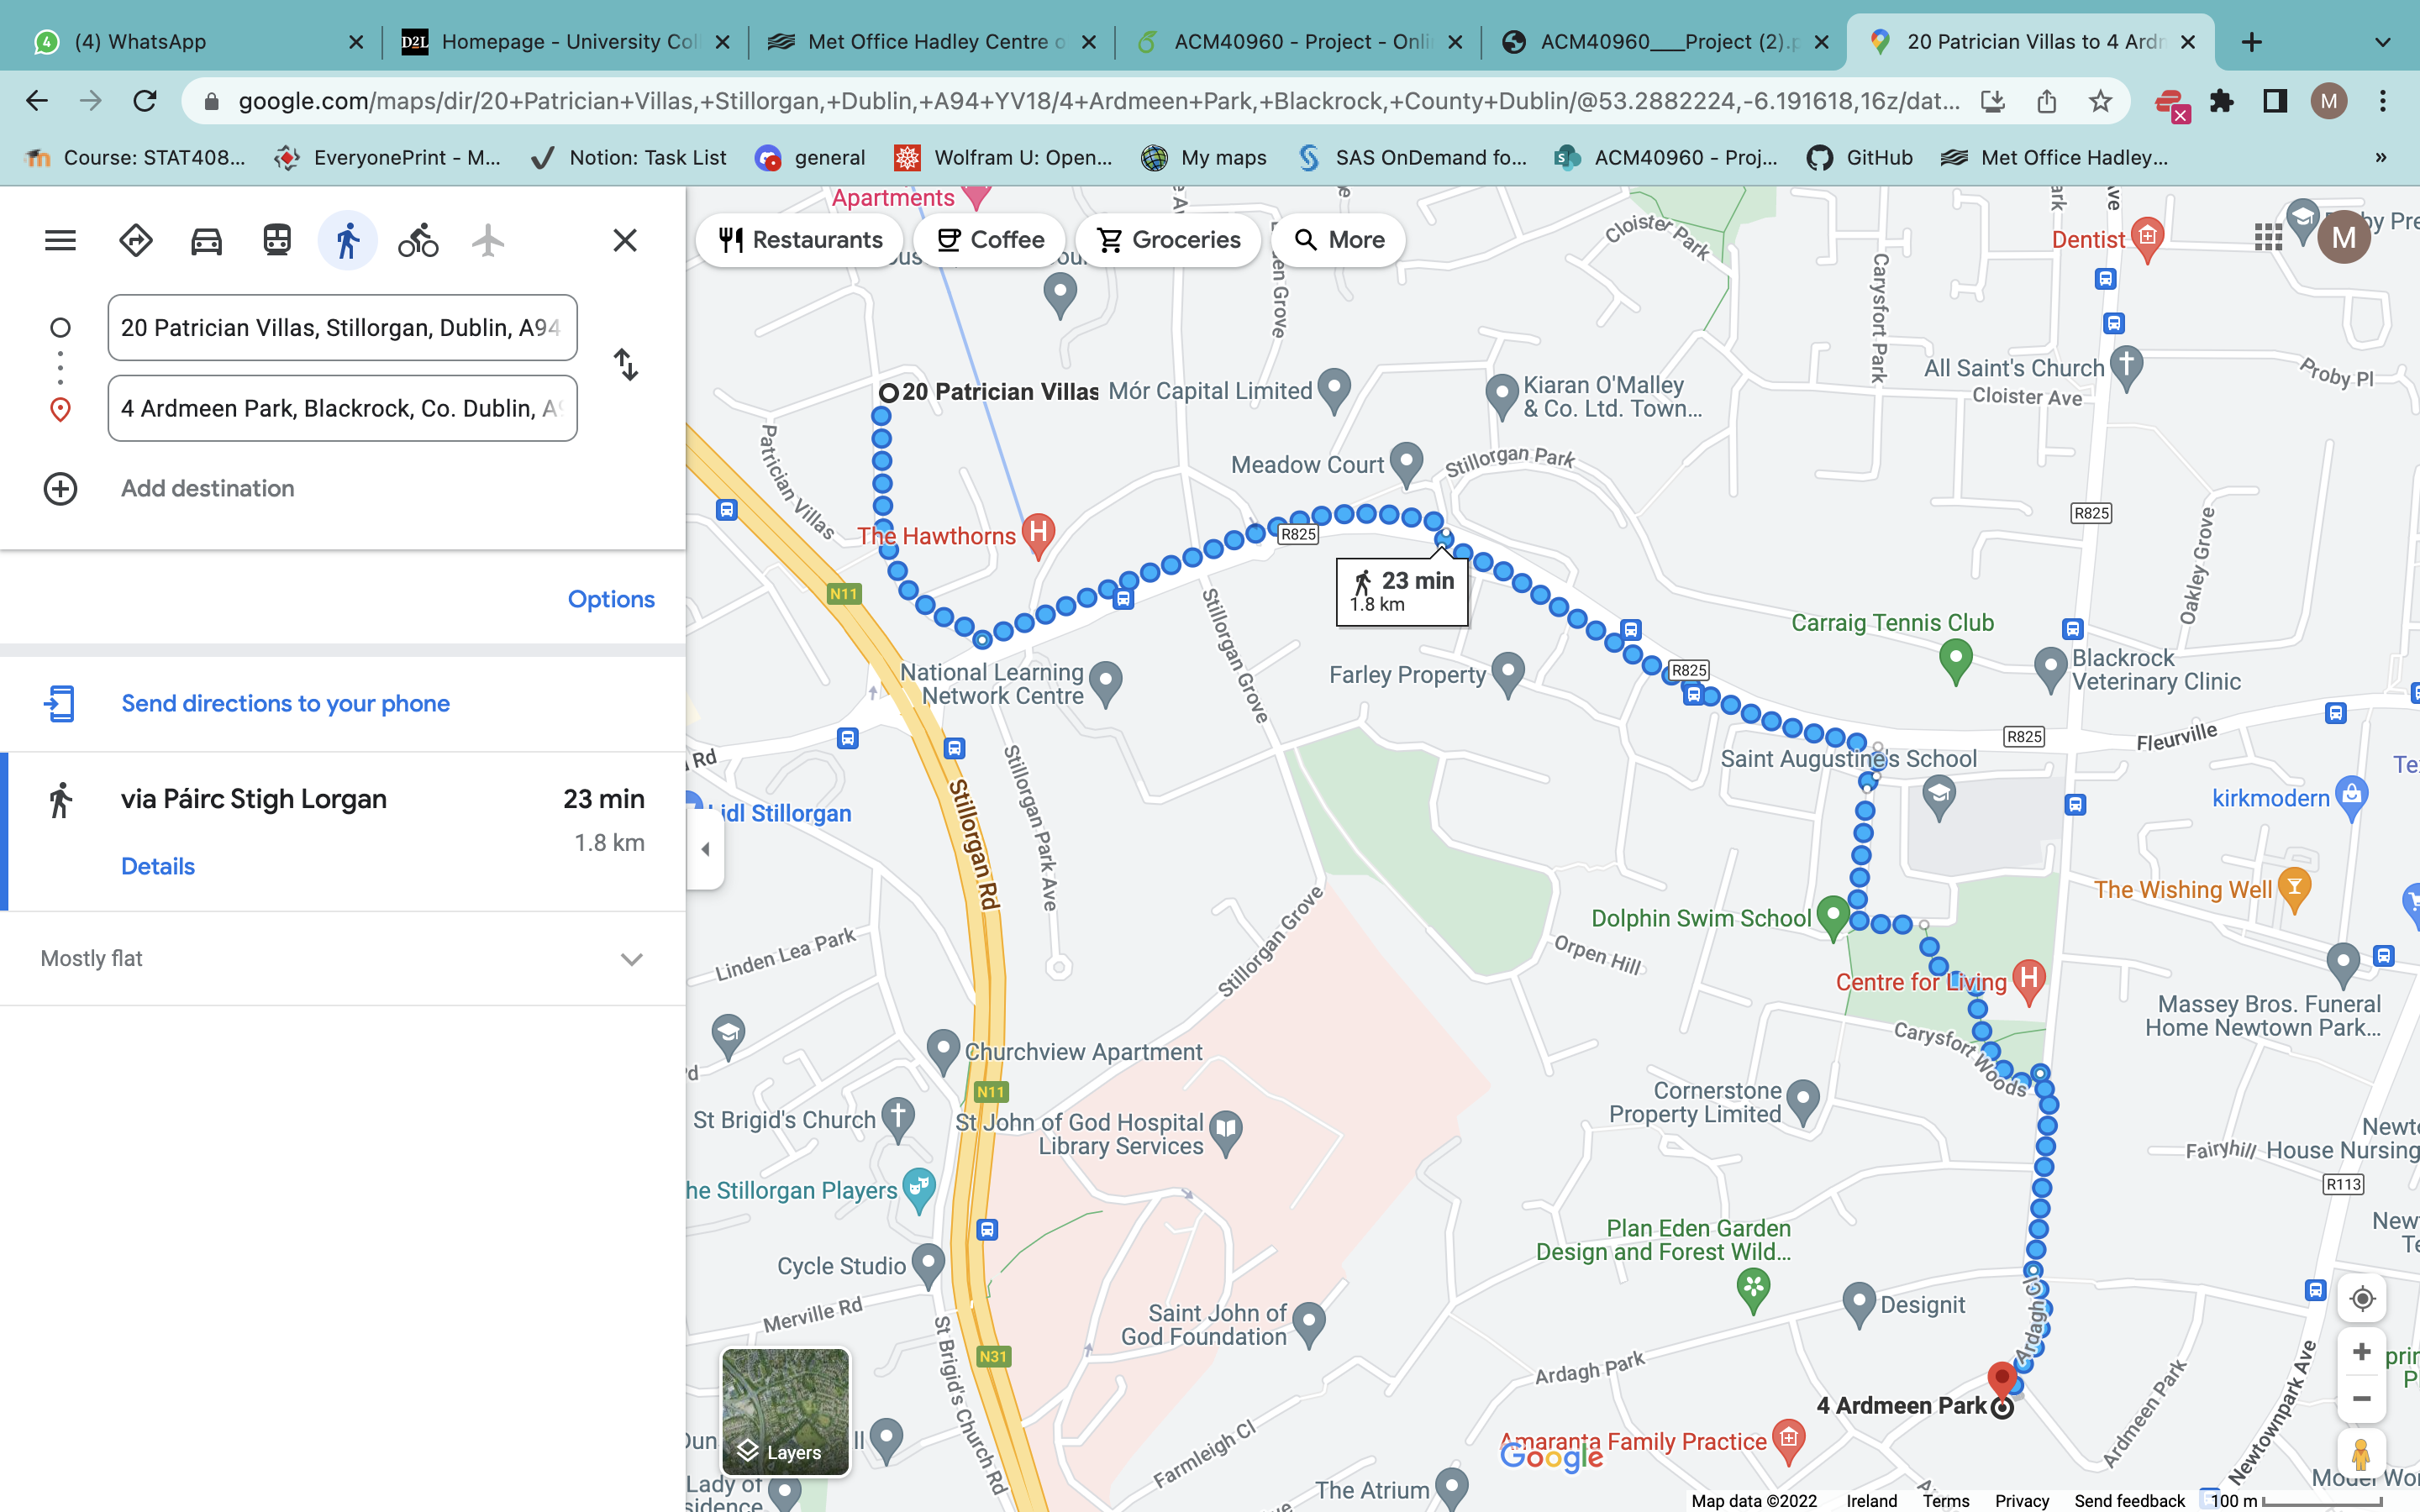 (4) WhatsApp
Homepage - University Col
Met Office Hadley Centre o
ACM40960 - Project - Onli
ACM40960___Project (2).p
20 Patrician Villas to 4 Ardm
google.com/maps/dir/20+Patrician+Villas,+Stillorgan,+Dublin,+A94+YV18/4+Ardmeen+Park,+Blackrock,+County+Dublin/@53.2882224,-6.191618,16z/dat...
M
Course: STAT408...
EveryonePrint - M...
Notion: Task List
general
Wolfram U: Open...
My maps
SAS OnDemand fo...
ACM40960 - Proj...
GitHub
Met Office Hadley...
»
20 Patrician Villas, Stillorgan, Dublin, A94
4 Ardmeen Park, Blackrock, Co. Dublin, A9
Add destination
Options
Send directions to your phone
via Páirc Stigh Lorgan
23 min
1.8 km
Details
Mostly flat
Apartments
Restaurants
Coffee
Groceries
More
Cloister Park
Dentist
M
Carysfort Park
20 Patrician Villas
Mór Capital Limited
Kiaran O'Malley
& Co. Ltd. Town...
All Saint's Church
Cloister Ave
Proby Pl
Patrician Villas
Meadow Court
Stillorgan Park
The Hawthorns
R825
R825
Oakley Grove
N11
23 min
1.8 km
Stillorgan Grove
Carraig Tennis Club
National Learning
Network Centre
Farley Property
R825
Blackrock
Veterinary Clinic
R825
Fleurville
Rd
Saint Augustine's School
idl Stillorgan
Stillorgan Rd
Stillorgan Park Ave
kirkmodern
The Wishing Well
Linden Lea Park
Stillorgan Grove
Dolphin Swim School
Orpen Hill
Centre for Living
Massey Bros. Funeral
Home Newtown Park...
Carysfort Woods
Churchview Apartment
N11
St Brigid's Church
St John of God Hospital
Library Services
Cornerstone
Property Limited
Fairyhill
House Nursing
R113
he Stillorgan Players
Plan Eden Garden
Design and Forest Wild...
Cycle Studio
Merville Rd
Saint John of
God Foundation
Designit
Ardagh Cl
St Brigid's Church Rd
N31
Ardagh Park
4 Ardmeen Park
Ardmeen Park
Newtownpark Ave
Layers
Farmleigh Cl
Amaranta Family Practice
Google
Lady of
The Atrium
Map data ©2022
Ireland
Terms
Privacy
Send feedback
100 m